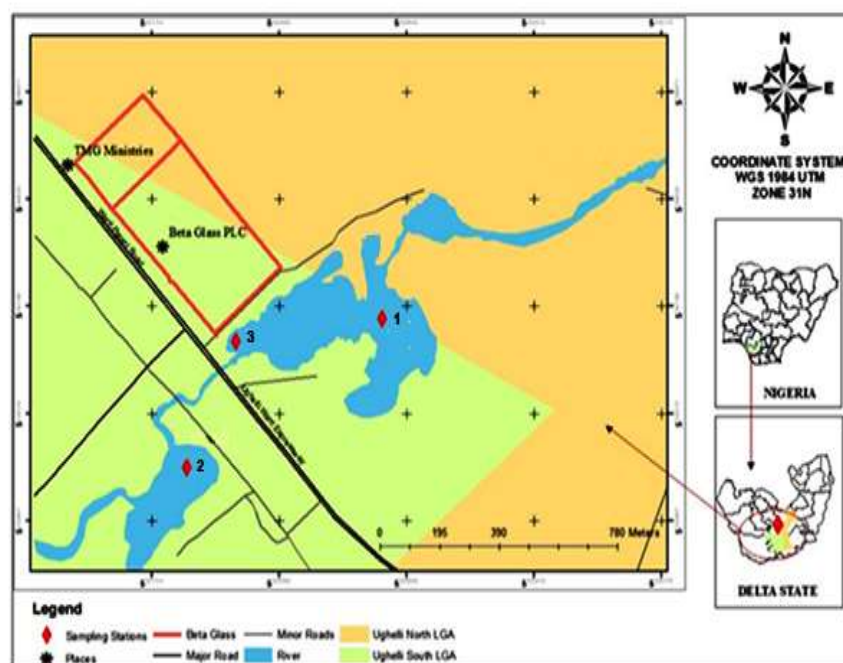 N
W E
S
COORDINATE SYSTEM
WGS 1984 UTM
ZONE 31N
TMG Ministries
Beta Glass PLC
1
3
2
0 195 390 780 Meters
NIGERIA
DELTA STATE
Legend
Sampling Stations Beta Glass Minor Roads Ughelli North LGA
Places Major Road River Ughelli South LGA